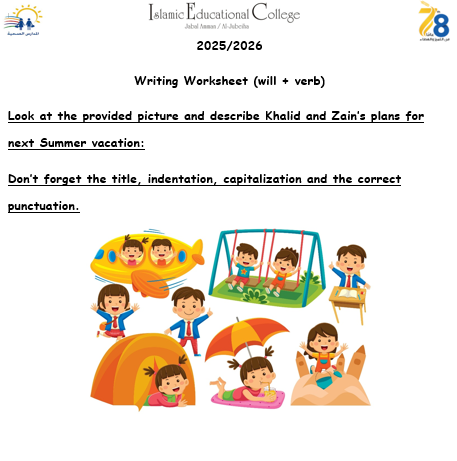 Islamic Educational College
Jabal Amman / Al-Jubeiha
2025/2026
78
Writing Worksheet (will + verb)
Look at the provided picture and describe Khalid and Zain's plans for
next Summer vacation:
Don't forget the title, indentation, capitalization and the correct
punctuation.